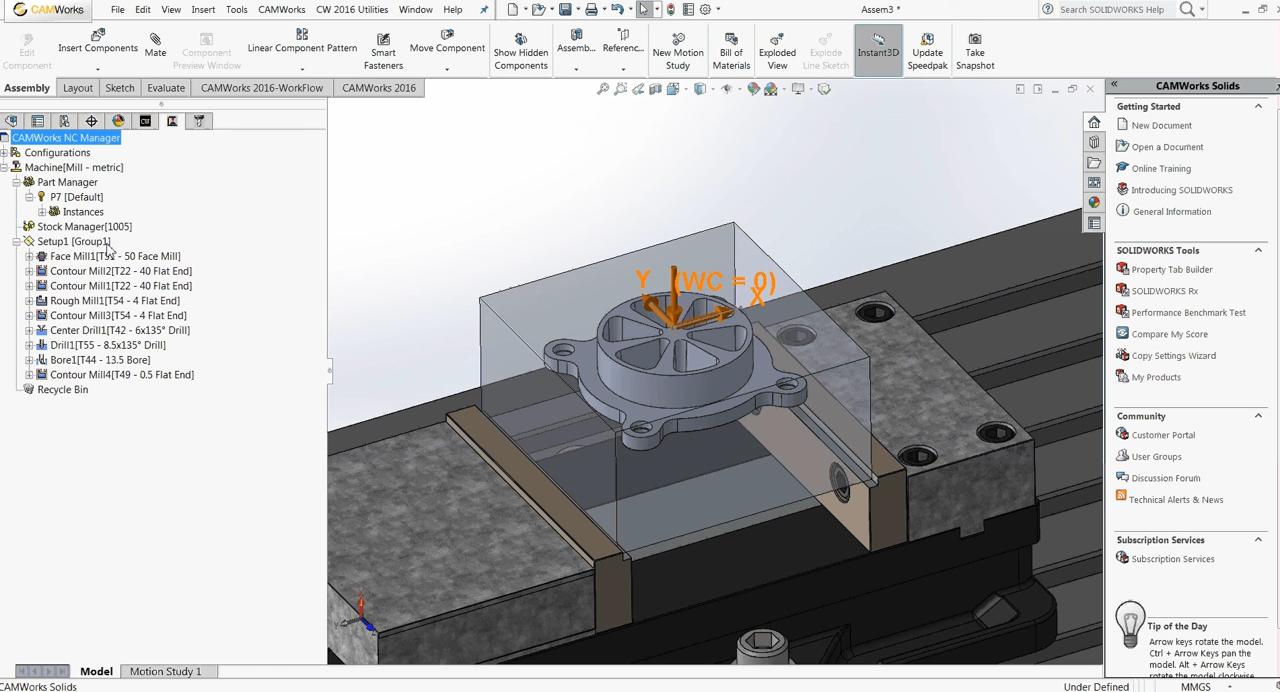 CAMWorks File Edit View Insert Tools CAMWorks CW 2016 Utilities Window Help Assem3 * Search SOLIDWORKS Help
Edit Component
Insert Components
Mate
Component Preview Window
Linear Component Pattern
Smart Fasteners
Move Component
Show Hidden Components
Assemb...
Referenc...
New Motion Study
Bill of Materials
Exploded View
Explode Line Sketch
Instant3D
Update Speedpak
Take Snapshot
Assembly Layout Sketch Evaluate CAMWorks 2016-WorkFlow CAMWorks 2016
CAMWorks NC Manager
Configurations
Machine[Mill - metric]
Part Manager
P7 [Default]
Instances
Stock Manager[1005]
Setup1 [Group1]
Face Mill1[ - 50 Face Mill]
Contour Mill2[T22 - 40 Flat End]
Contour Mill1[T22 - 40 Flat End]
Rough Mill1[T54 - 4 Flat End]
Contour Mill3[T54 - 4 Flat End]
Center Drill1[T42 - 6x135° Drill]
Drill1[T55 - 8.5x135° Drill]
Bore1[T44 - 13.5 Bore]
Contour Mill4[T49 - 0.5 Flat End]
Recycle Bin
Y (WC = 0)
X
CAMWorks Solids
Getting Started
New Document
Open a Document
Online Training
Introducing SOLIDWORKS
General Information
SOLIDWORKS Tools
Property Tab Builder
SOLIDWORKS Rx
Performance Benchmark Test
Compare My Score
Copy Settings Wizard
My Products
Community
Customer Portal
User Groups
Discussion Forum
Technical Alerts & News
Subscription Services
Subscription Services
Tip of the Day
Arrow keys rotate the model.
Ctrl + Arrow Keys pan the
model. Alt + Arrow Keys
rotate the model clockwise
Model Motion Study 1
CAMWorks Solids Under Defined MMGS